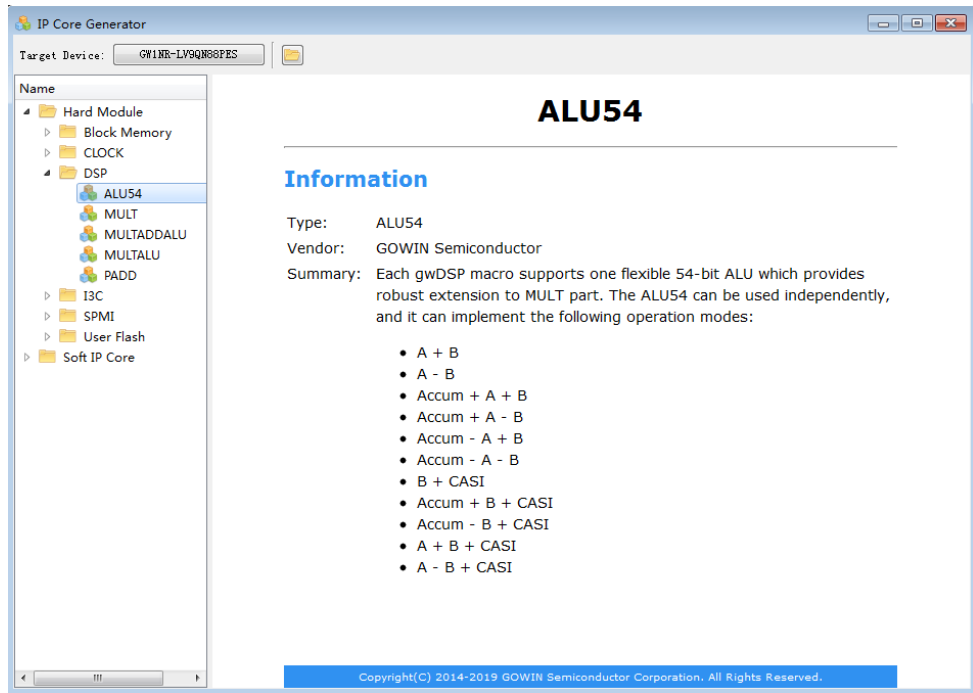 IP Core Generator
Target Device: GW1NR-LV9QN88PES
Name
Hard Module
Block Memory
CLOCK
DSP
ALU54
MULT
MULTADDALU
MULTALU
PADD
I3C
SPMI
User Flash
Soft IP Core
ALU54
Information
Type: ALU54
Vendor: GOWIN Semiconductor
Summary: Each gwDSP macro supports one flexible 54-bit ALU which provides
robust extension to MULT part. The ALU54 can be used independently,
and it can implement the following operation modes:
• A + B
• A - B
• Accum + A + B
• Accum + A - B
• Accum - A + B
• Accum - A - B
• B + CASI
• Accum + B + CASI
• Accum - B + CASI
• A + B + CASI
• A - B + CASI
Copyright(C) 2014-2019 GOWIN Semiconductor Corporation. All Rights Reserved.